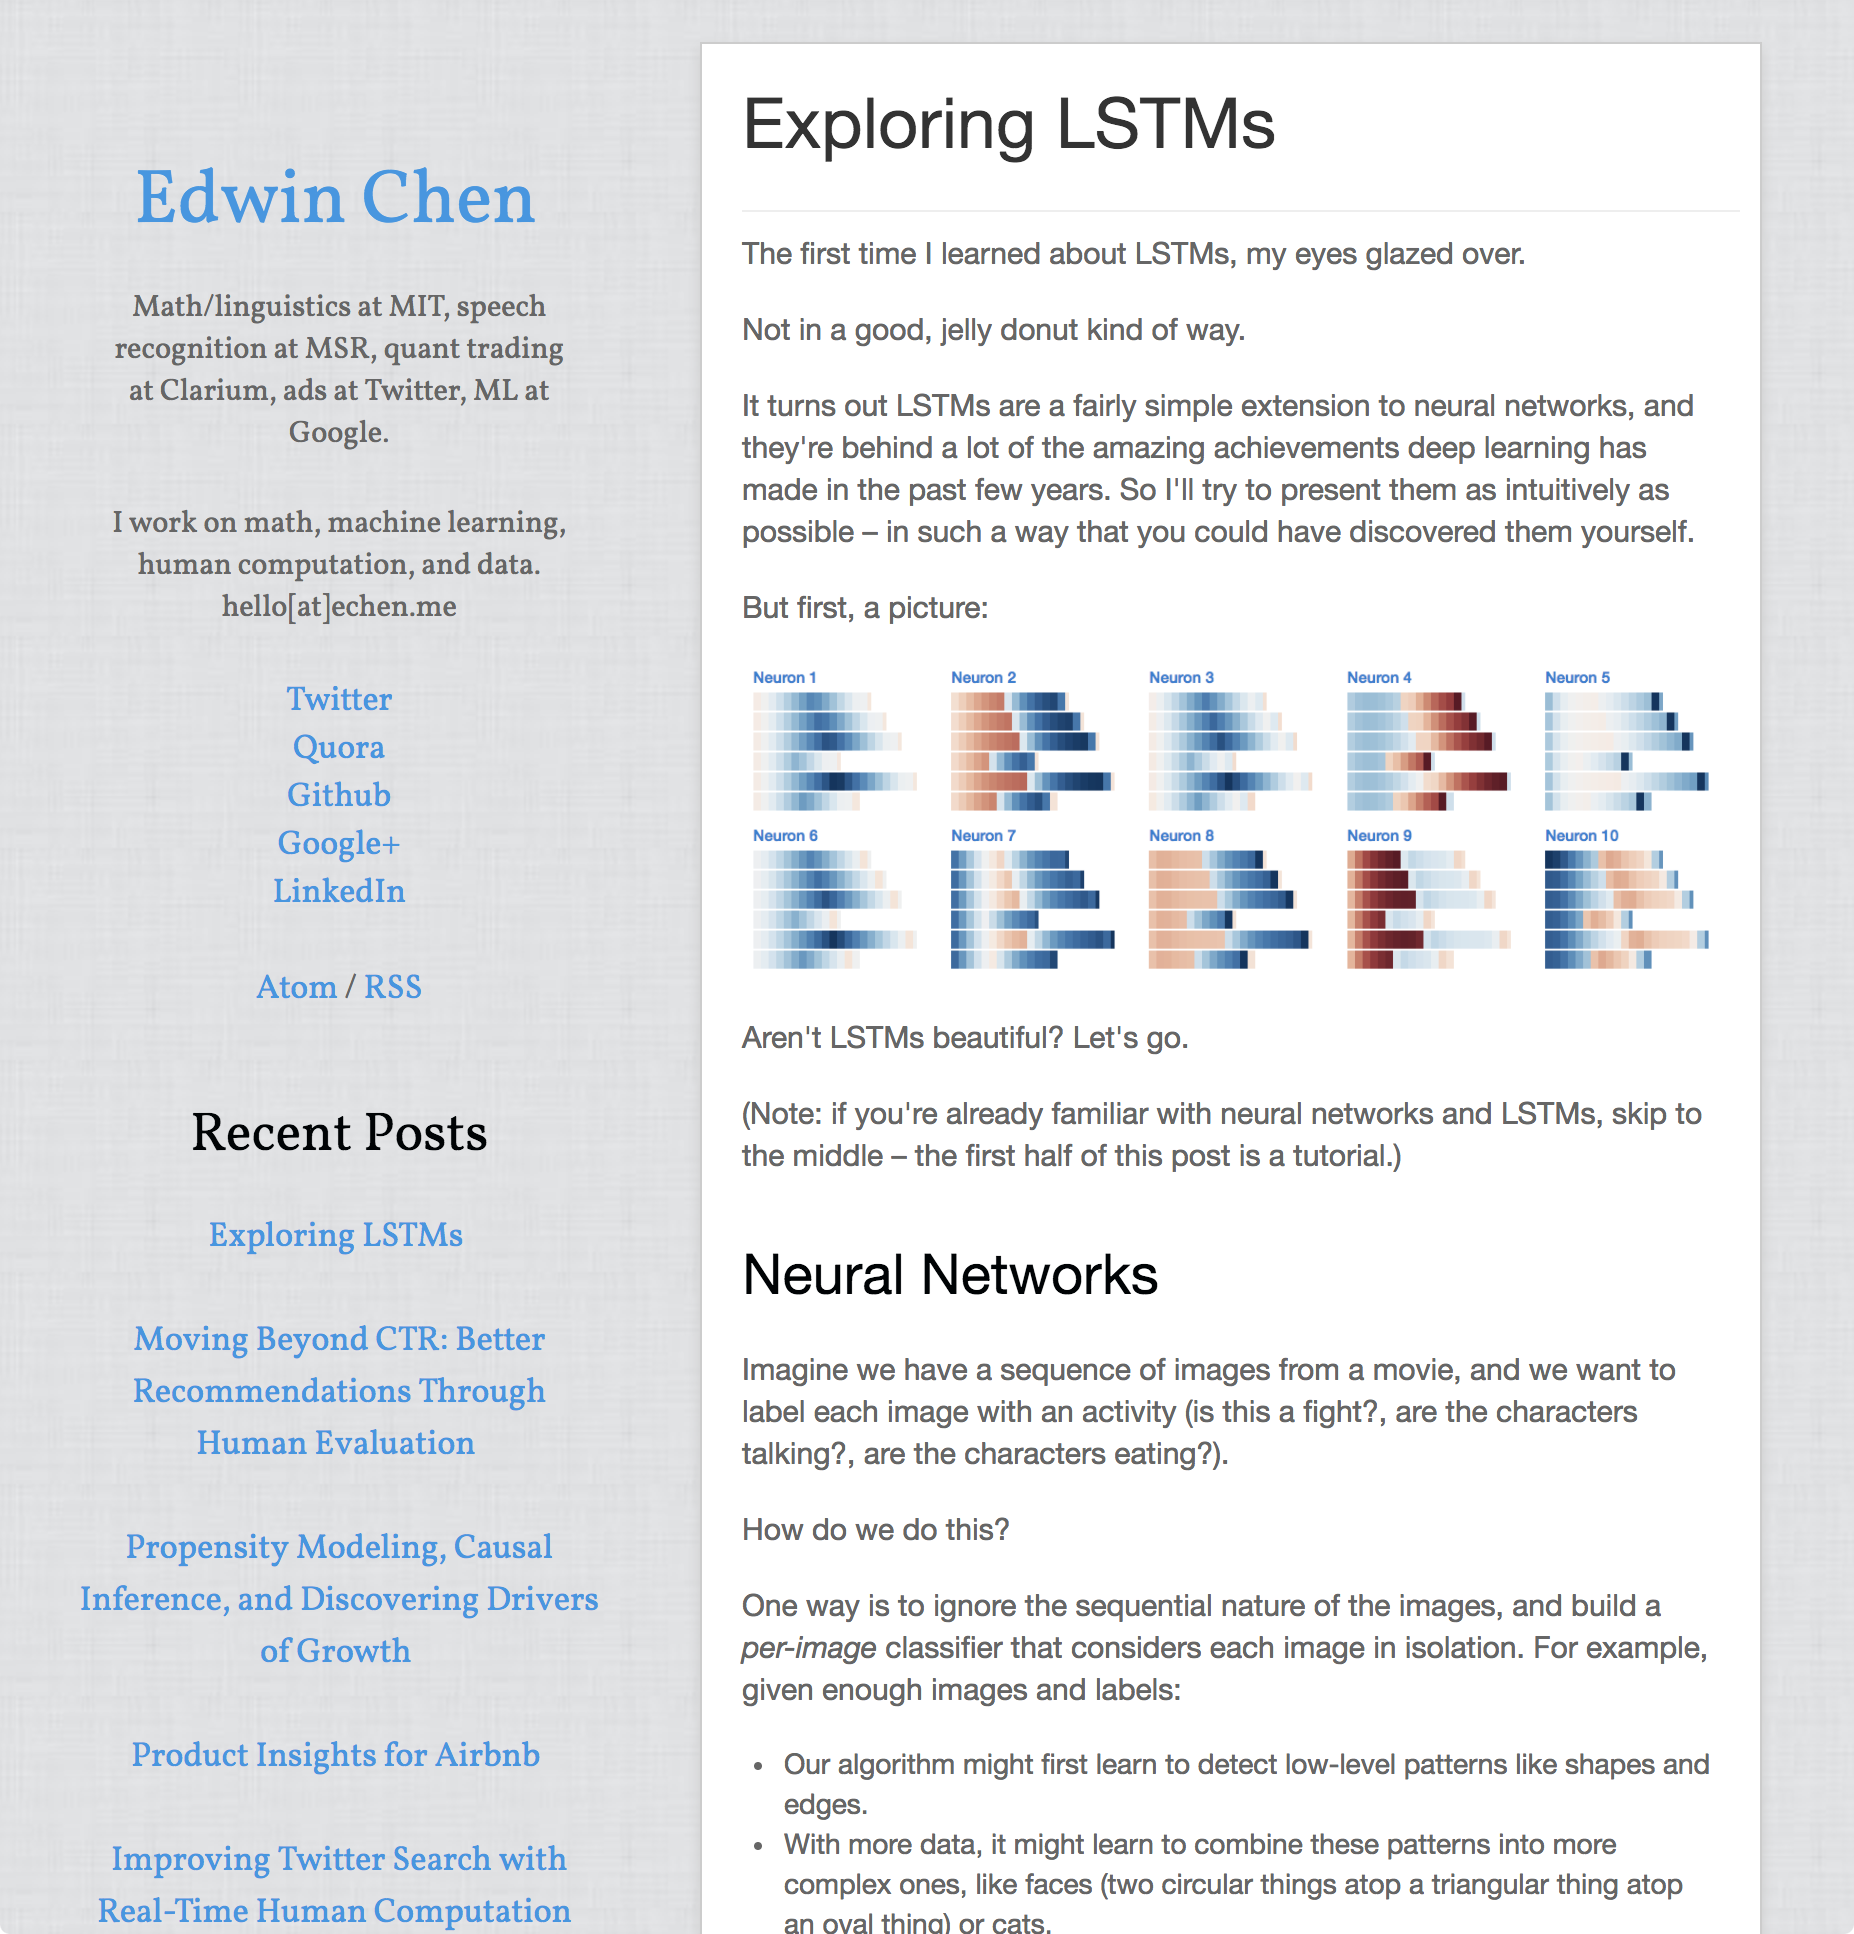 Edwin Chen
Math/linguistics at MIT, speech
recognition at MSR, quant trading
at Clarium, ads at Twitter, ML at
Google.
I work on math, machine learning,
human computation, and data.
hello[at]echen.me
Twitter
Quora
Github
Google+
LinkedIn
Atom / RSS
Recent Posts
Exploring LSTMs
Moving Beyond CTR: Better
Recommendations Through
Human Evaluation
Propensity Modeling, Causal
Inference, and Discovering Drivers
of Growth
Product Insights for Airbnb
Improving Twitter Search with
Real-Time Human Computation
Exploring LSTMs
The first time I learned about LSTMs, my eyes glazed over.
Not in a good, jelly donut kind of way.
It turns out LSTMs are a fairly simple extension to neural networks, and
they're behind a lot of the amazing achievements deep learning has
made in the past few years. So I'll try to present them as intuitively as
possible – in such a way that you could have discovered them yourself.
But first, a picture:
Neuron 1 Neuron 2 Neuron 3 Neuron 4 Neuron 5
Neuron 6 Neuron 7 Neuron 8 Neuron 9 Neuron 10
Aren't LSTMs beautiful? Let's go.
(Note: if you're already familiar with neural networks and LSTMs, skip to
the middle – the first half of this post is a tutorial.)
Neural Networks
Imagine we have a sequence of images from a movie, and we want to
label each image with an activity (is this a fight?, are the characters
talking?, are the characters eating?).
How do we do this?
One way is to ignore the sequential nature of the images, and build a
per-image classifier that considers each image in isolation. For example,
given enough images and labels:
• Our algorithm might first learn to detect low-level patterns like shapes and
edges.
• With more data, it might learn to combine these patterns into more
complex ones, like faces (two circular things atop a triangular thing atop
an oval thing) or cats.